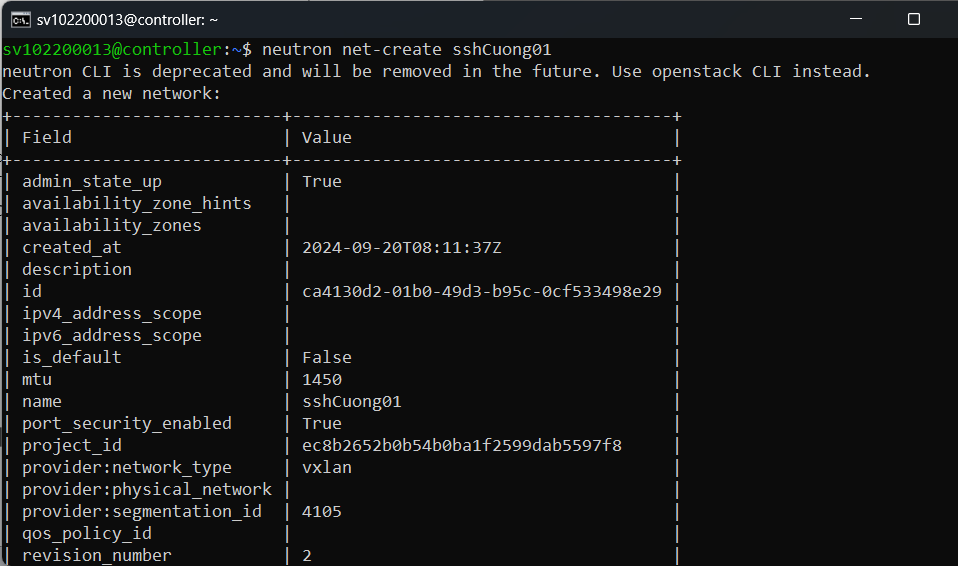 sv102200013@controller: ~
sv102200013@controller:~$ neutron net-create sshCuong01
neutron CLI is deprecated and will be removed in the future. Use openstack CLI instead.
Created a new network:
+---------------------------+--------------------------------------+
| Field                     | Value                                |
+---------------------------+--------------------------------------+
| admin_state_up            | True                                 |
| availability_zone_hints   |                                      |
| availability_zones        |                                      |
| created_at                | 2024-09-20T08:11:37Z                 |
| description               |                                      |
| id                        | ca4130d2-01b0-49d3-b95c-0cf533498e29 |
| ipv4_address_scope        |                                      |
| ipv6_address_scope        |                                      |
| is_default                | False                                |
| mtu                       | 1450                                 |
| name                      | sshCuong01                           |
| port_security_enabled     | True                                 |
| project_id                | ec8b2652b0b54b0ba1f2599dab5597f8     |
| provider:network_type     | vxlan                                |
| provider:physical_network |                                      |
| provider:segmentation_id  | 4105                                 |
| qos_policy_id             |                                      |
| revision_number           | 2                                    |